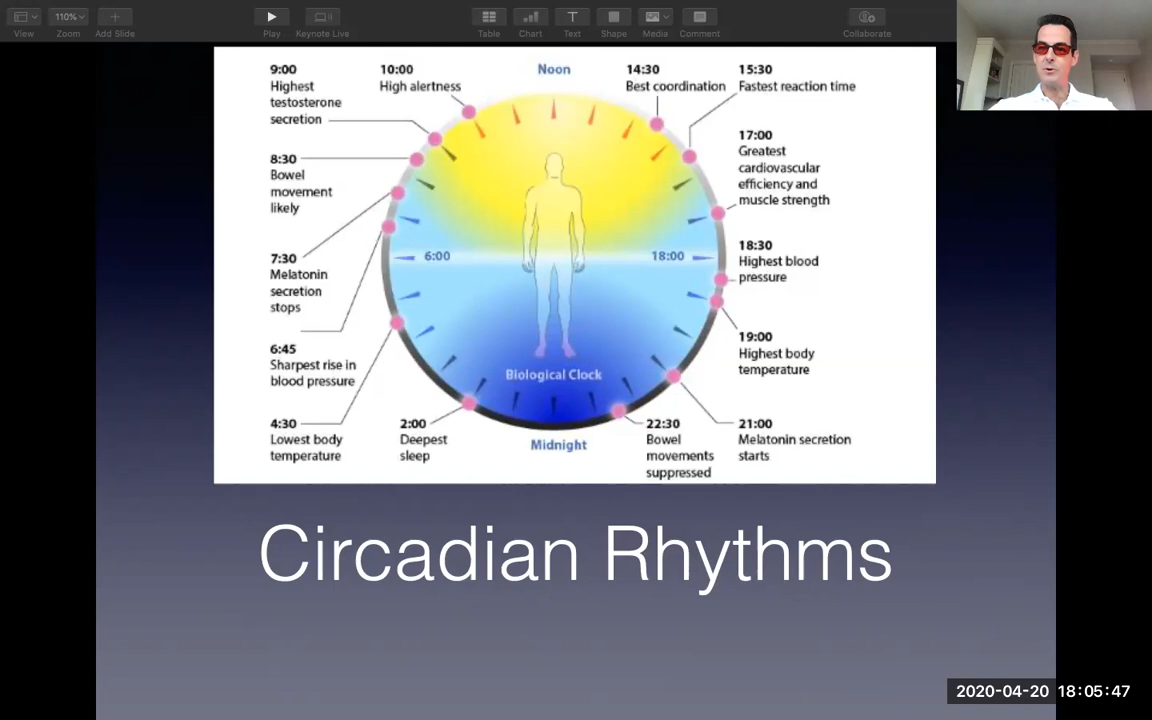 110%
View
Zoom
Add Slide
Play
Keynote Live
Table
Chart
Text
Shape
Media
Comment
Collaborate
9:00
Highest
testosterone
secretion
10:00
High alertness
Noon
14:30
Best coordination
15:30
Fastest reaction time
8:30
Bowel
movement
likely
17:00
Greatest
cardiovascular
efficiency and
muscle strength
7:30
Melatonin
secretion
stops
6:00
18:00
18:30
Highest blood
pressure
6:45
Sharpest rise in
blood pressure
19:00
Highest body
temperature
Biological Clock
4:30
Lowest body
temperature
2:00
Deepest
sleep
Midnight
22:30
Bowel
movements
suppressed
21:00
Melatonin secretion
starts
Circadian Rhythms
2020-04-20 18:05:47